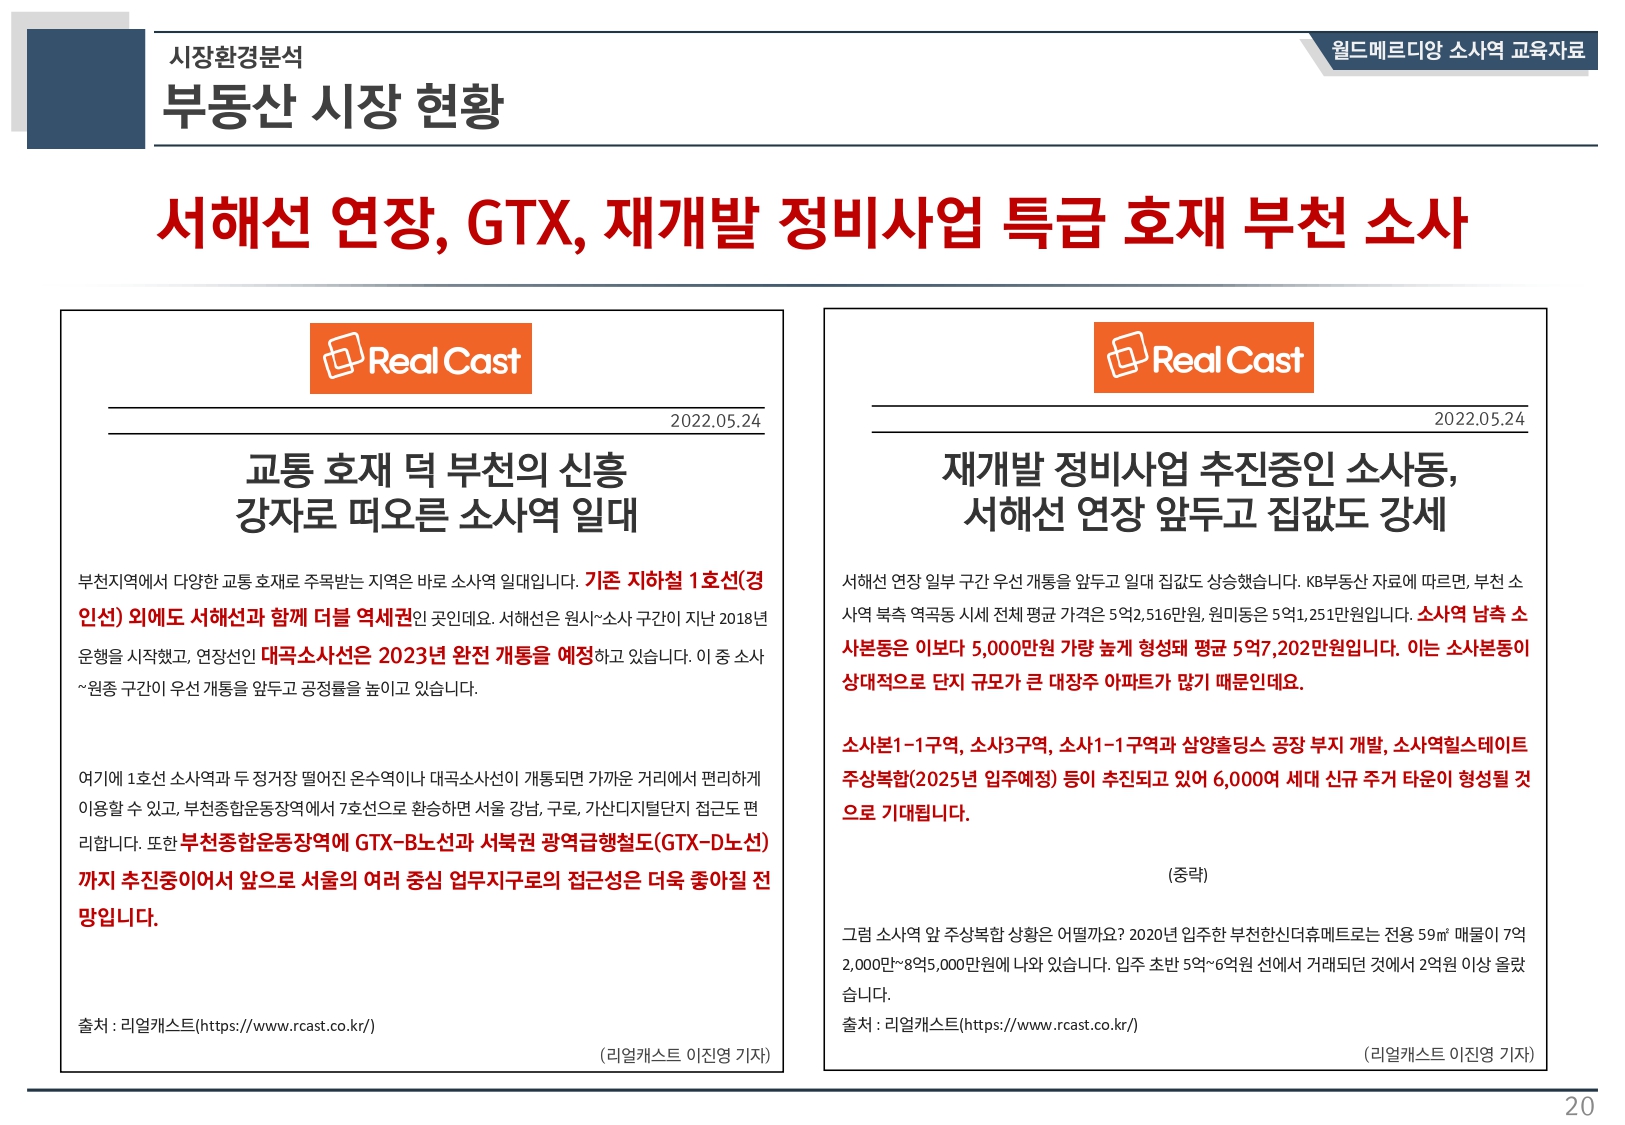 시장환경분석
부동산 시장 현황
월드메르디앙 소사역 교육자료
서해선 연장, GTX, 재개발 정비사업 특급 호재 부천 소사
Real Cast
2022.05.24
교통 호재 덕 부천의 신흥
강자로 떠오른 소사역 일대
부천지역에서 다양한 교통 호재로 주목받는 지역은 바로 소사역 일대입니다. 기존 지하철 1호선(경
인선) 외에도 서해선과 함께 더블 역세권인 곳인데요. 서해선은 원시~소사 구간이 지난 2018년
운행을 시작했고, 연장선인 대곡소사선은 2023년 완전 개통을 예정하고 있습니다. 이 중 소사
~원종 구간이 우선 개통을 앞두고 공정률을 높이고 있습니다.
여기에 1호선 소사역과 두 정거장 떨어진 온수역이나 대곡소사선이 개통되면 가까운 거리에서 편리하게
이용할 수 있고, 부천종합운동장역에서 7호선으로 환승하면 서울 강남, 구로, 가산디지털단지 접근도 편
리합니다. 또한 부천종합운동장역에 GTX-B노선과 서북권 광역급행철도(GTX-D노선)
까지 추진중이어서 앞으로 서울의 여러 중심 업무지구로의 접근성은 더욱 좋아질 전
망입니다.
출처 : 리얼캐스트(https://www.rcast.co.kr/)
(리얼캐스트 이진영 기자)
Real Cast
2022.05.24
재개발 정비사업 추진중인 소사동,
서해선 연장 앞두고 집값도 강세
서해선 연장 일부 구간 우선 개통을 앞두고 일대 집값도 상승했습니다. KB부동산 자료에 따르면, 부천 소
사역 북측 역곡동 시세 전체 평균 가격은 5억2,516만원, 원미동은 5억1,251만원입니다. 소사역 남측 소
사본동은 이보다 5,000만원 가량 높게 형성돼 평균 5억7,202만원입니다. 이는 소사본동이
상대적으로 단지 규모가 큰 대장주 아파트가 많기 때문인데요.
소사본1-1구역, 소사3구역, 소사1-1구역과 삼양홀딩스 공장 부지 개발, 소사역힐스테이트
주상복합(2025년 입주예정) 등이 추진되고 있어 6,000여 세대 신규 주거 타운이 형성될 것
으로 기대됩니다.
(중략)
그럼 소사역 앞 주상복합 상황은 어떨까요? 2020년 입주한 부천한신더휴메트로는 전용 59㎡ 매물이 7억
2,000만~8억5,000만원에 나와 있습니다. 입주 초반 5억~6억원 선에서 거래되던 것에서 2억원 이상 올랐
습니다.
출처 : 리얼캐스트(https://www.rcast.co.kr/)
(리얼캐스트 이진영 기자)
20